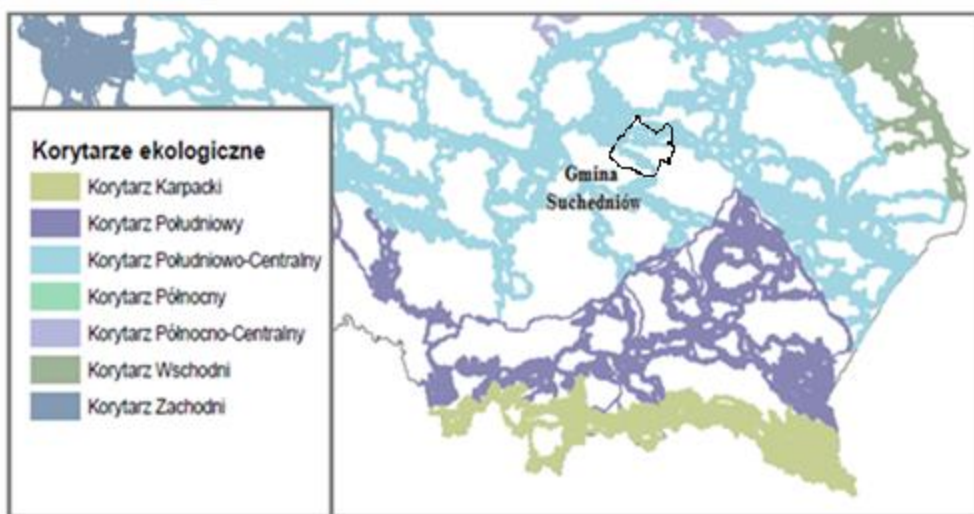 Korytarze ekologiczne
Korytarz Karpacki
Korytarz Południowy
Korytarz Południowo-Centralny
Korytarz Północny
Korytarz Północno-Centralny
Korytarz Wschodni
Korytarz Zachodni
Gmina
Suchedniów